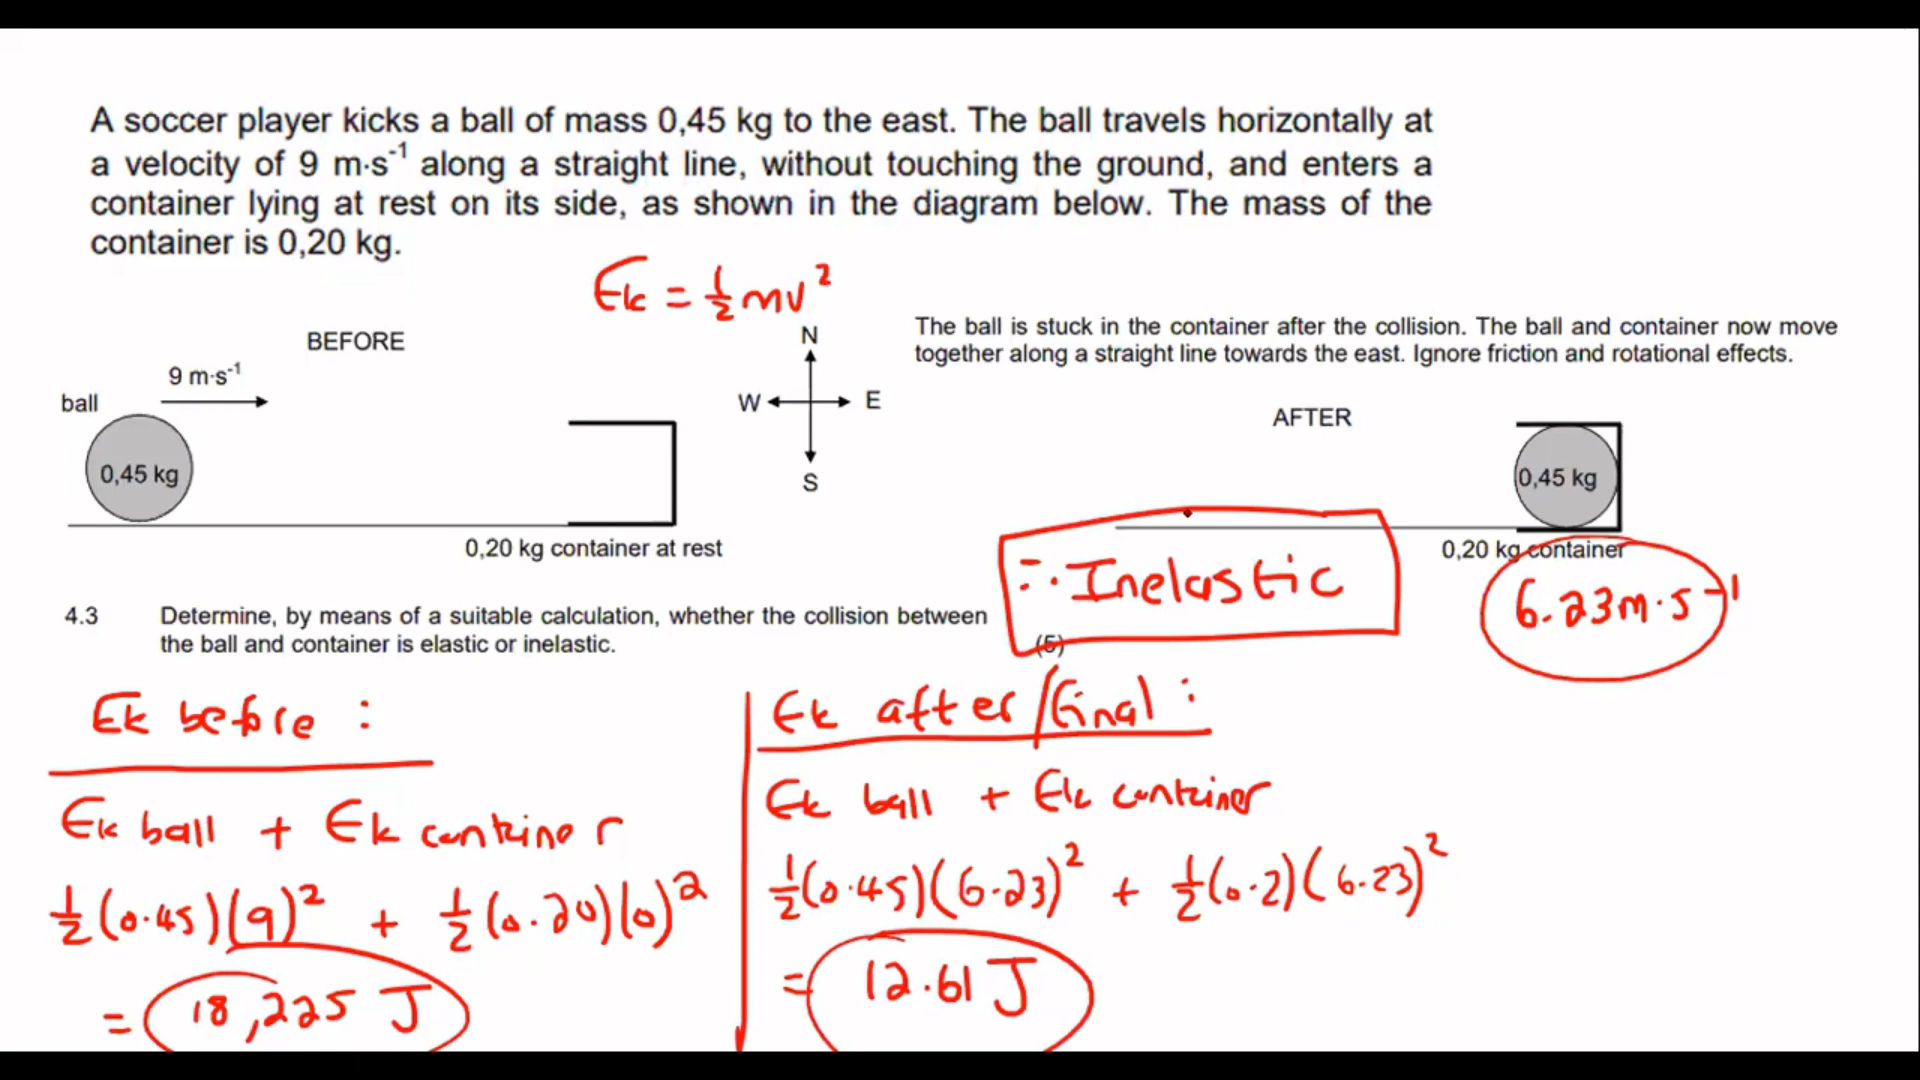 A soccer player kicks a ball of mass 0,45 kg to the east. The ball travels horizontally at
a velocity of 9 m·s⁻¹ along a straight line, without touching the ground, and enters a
container lying at rest on its side, as shown in the diagram below. The mass of the
container is 0,20 kg.
Ek = ½mv²
BEFORE
9 m·s⁻¹
ball
0,45 kg
0,20 kg container at rest
N
W
E
S
The ball is stuck in the container after the collision. The ball and container now move
together along a straight line towards the east. Ignore friction and rotational effects.
AFTER
0,45 kg
0,20 kg container
6.23m·s⁻¹
∴ Inelastic
4.3 Determine, by means of a suitable calculation, whether the collision between
the ball and container is elastic or inelastic.
(5)
Ek before :
Ek ball + Ek container
½(0.45)(9)² + ½(0.20)(0)²
= 18,225 J
Ek after/final :
Ek ball + Ek container
½(0.45)(6.23)² + ½(0.2)(6.23)²
= 12.61 J